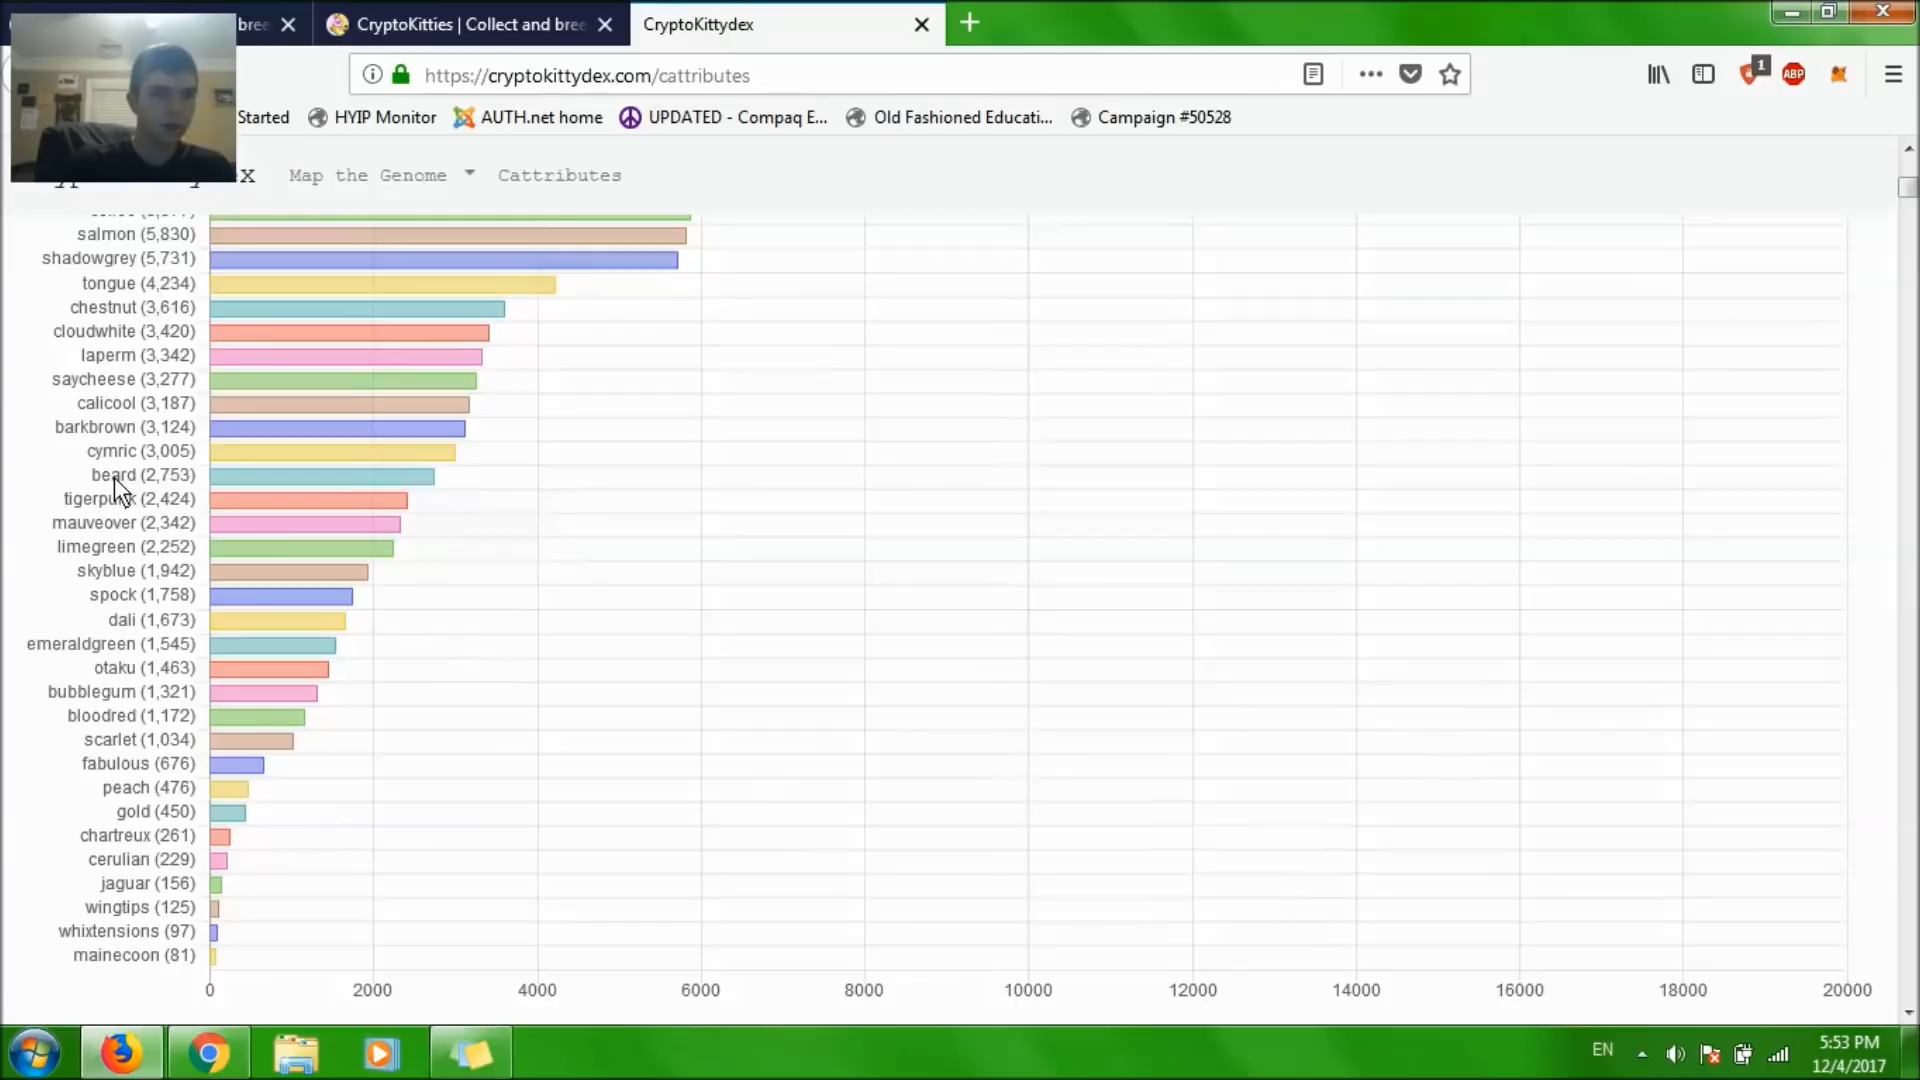 bree
CryptoKitties | Collect and bree
CryptoKittydex
https://cryptokittydex.com/cattributes
1
ABP
Started
HYIP Monitor
AUTH.net home
UPDATED - Compaq E...
Old Fashioned Educati...
Campaign #50528
x
Map the Genome
Cattributes
salmon (5,830)
shadowgrey (5,731)
tongue (4,234)
chestnut (3,616)
cloudwhite (3,420)
laperm (3,342)
saycheese (3,277)
calicool (3,187)
barkbrown (3,124)
cymric (3,005)
beard (2,753)
tigerpunk (2,424)
mauveover (2,342)
limegreen (2,252)
skyblue (1,942)
spock (1,758)
dali (1,673)
emeraldgreen (1,545)
otaku (1,463)
bubblegum (1,321)
bloodred (1,172)
scarlet (1,034)
fabulous (676)
peach (476)
gold (450)
chartreux (261)
cerulian (229)
jaguar (156)
wingtips (125)
whixtensions (97)
mainecoon (81)
0 2000 4000 6000 8000 10000 12000 14000 16000 18000 20000
EN
5:53 PM
12/4/2017